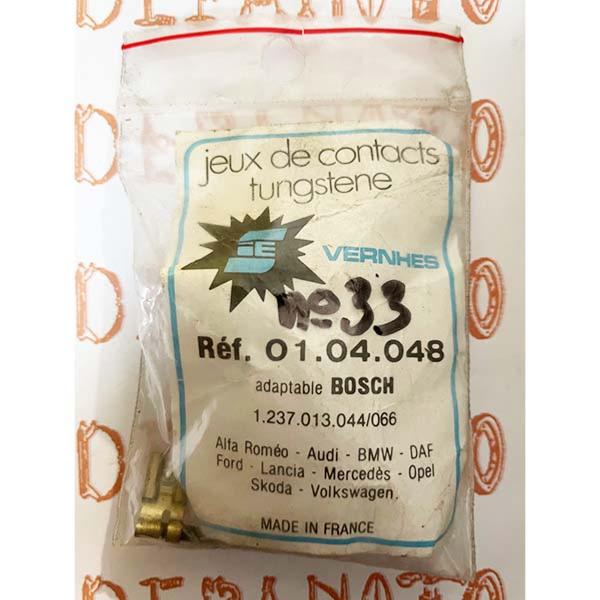 jeux de contacts
tungstene
SIE
VERNHES
nº33
Réf. 01.04.048
adaptable BOSCH
1.237.013.044/066
Alfa Roméo - Audi - BMW - DAF
Ford - Lancia - Mercedès - Opel
Skoda - Volkswagen.
MADE IN FRANCE